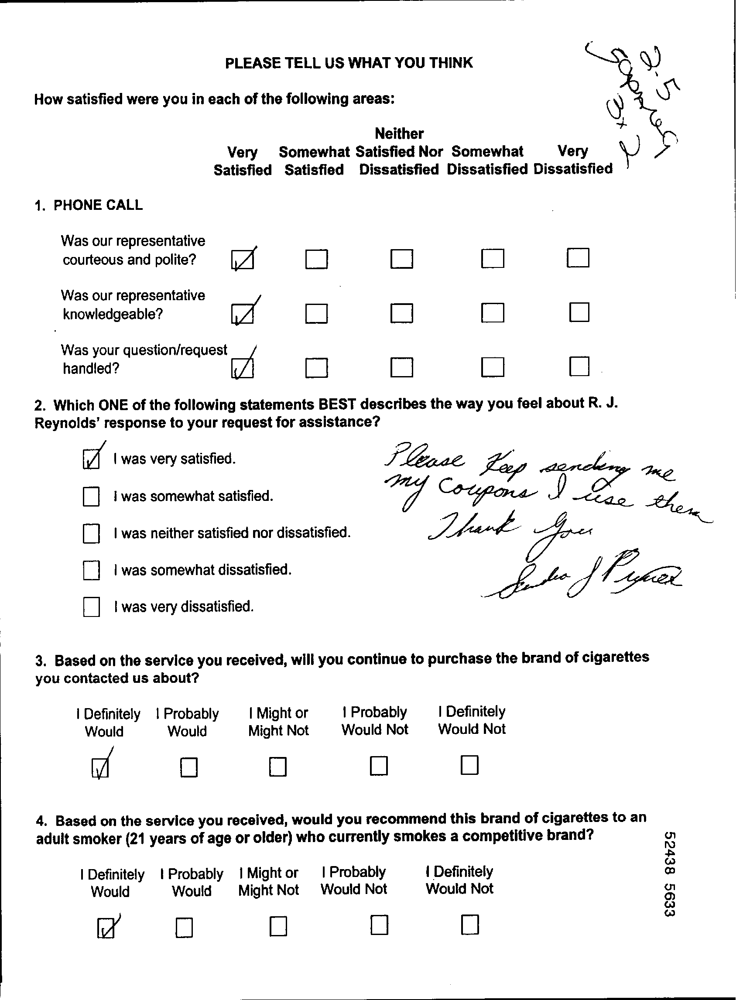 PLEASE TELL US WHAT YOU THINK
2.5
3x2
How satisfied were you in each of the following areas:
Neither
Very Somewhat Satisfied Nor Somewhat Very
Satisfied Satisfied Dissatisfied Dissatisfied Dissatisfied
1. PHONE CALL
Was our representative
courteous and polite?
Was our representative
knowledgeable?
Was your question/request
handled?
2. Which ONE of the following statements BEST describes the way you feel about R. J.
Reynolds' response to your request for assistance?
I was very satisfied.
I was somewhat satisfied.
I was neither satisfied nor dissatisfied.
I was somewhat dissatisfied.
I was very dissatisfied.
Please Keep sending me
my Coupons I use them
Thank You
Sandra J
3. Based on the service you received, will you continue to purchase the brand of cigarettes
you contacted us about?
I Definitely I Probably I Might or I Probably I Definitely
Would Would Might Not Would Not Would Not
4. Based on the service you received, would you recommend this brand of cigarettes to an
adult smoker (21 years of age or older) who currently smokes a competitive brand?
I Definitely I Probably I Might or I Probably I Definitely
Would Would Might Not Would Not Would Not
52438 5633